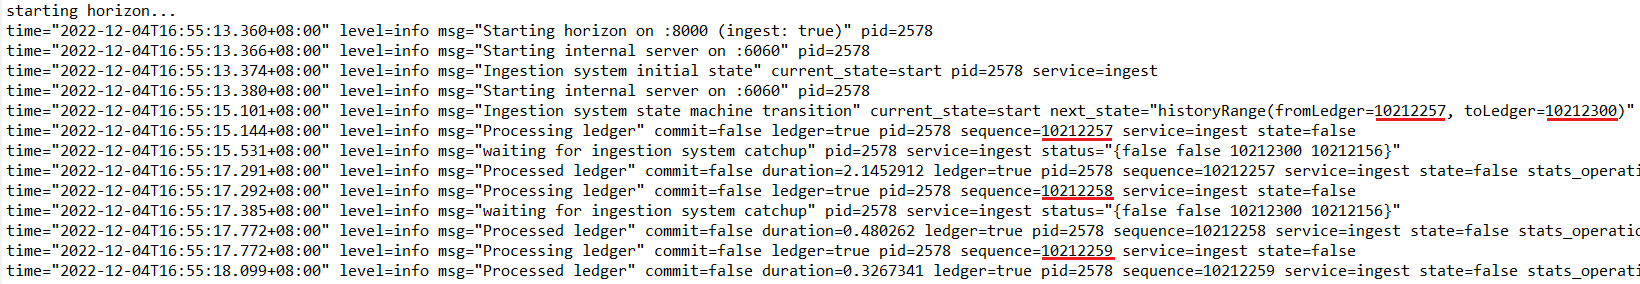 starting horizon...
time="2022-12-04T16:55:13.360+08:00" level=info msg="Starting horizon on :8000 (ingest: true)" pid=2578
time="2022-12-04T16:55:13.366+08:00" level=info msg="Starting internal server on :6060" pid=2578
time="2022-12-04T16:55:13.374+08:00" level=info msg="Ingestion system initial state" current_state=start pid=2578 service=ingest
time="2022-12-04T16:55:13.380+08:00" level=info msg="Starting internal server on :6060" pid=2578
time="2022-12-04T16:55:15.101+08:00" level=info msg="Ingestion system state machine transition" current_state=start next_state="historyRange(fromLedger=10212257, toLedger=10212300)"
time="2022-12-04T16:55:15.144+08:00" level=info msg="Processing ledger" commit=false ledger=true pid=2578 sequence=10212257 service=ingest state=false
time="2022-12-04T16:55:15.531+08:00" level=info msg="waiting for ingestion system catchup" pid=2578 service=ingest status="{false false 10212300 10212156}"
time="2022-12-04T16:55:17.291+08:00" level=info msg="Processed ledger" commit=false duration=2.1452912 ledger=true pid=2578 sequence=10212257 service=ingest state=false stats_operati
time="2022-12-04T16:55:17.292+08:00" level=info msg="Processing ledger" commit=false ledger=true pid=2578 sequence=10212258 service=ingest state=false
time="2022-12-04T16:55:17.385+08:00" level=info msg="waiting for ingestion system catchup" pid=2578 service=ingest status="{false false 10212300 10212156}"
time="2022-12-04T16:55:17.772+08:00" level=info msg="Processed ledger" commit=false duration=0.480262 ledger=true pid=2578 sequence=10212258 service=ingest state=false stats_operatio
time="2022-12-04T16:55:17.772+08:00" level=info msg="Processing ledger" commit=false ledger=true pid=2578 sequence=10212259 service=ingest state=false
time="2022-12-04T16:55:18.099+08:00" level=info msg="Processed ledger" commit=false duration=0.3267341 ledger=true pid=2578 sequence=10212259 service=ingest state=false stats_operati